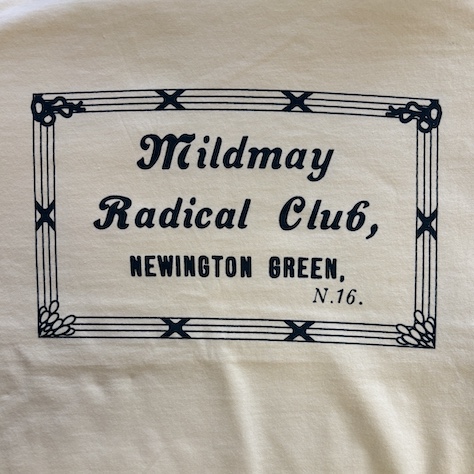 Mildmay
Radical Club,
NEWINGTON GREEN,
N.16.